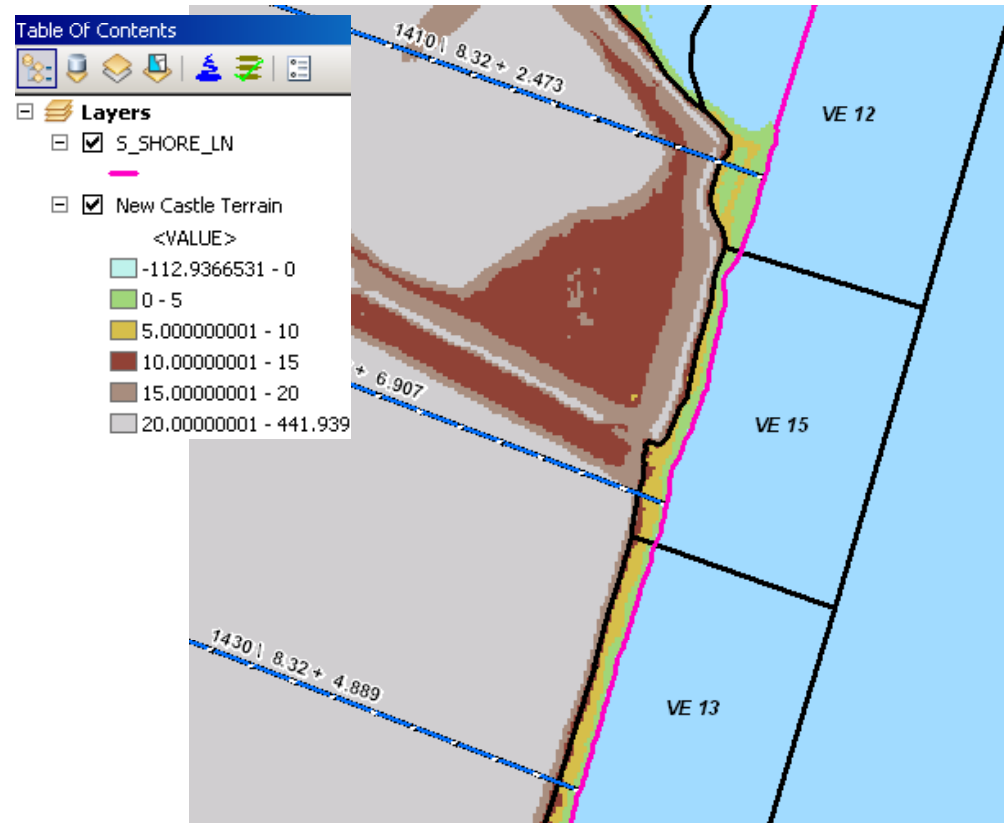 Table Of Contents
Layers
S_SHORE_LN
New Castle Terrain
<VALUE>
-112.9366531 - 0
0 - 5
5.000000001 - 10
10.00000001 - 15
15.00000001 - 20
20.00000001 - 441.939
1410 \ 8.32 + 2.473
VE 12
+ 6.907
VE 15
1430 \ 8.32 + 4.889
VE 13